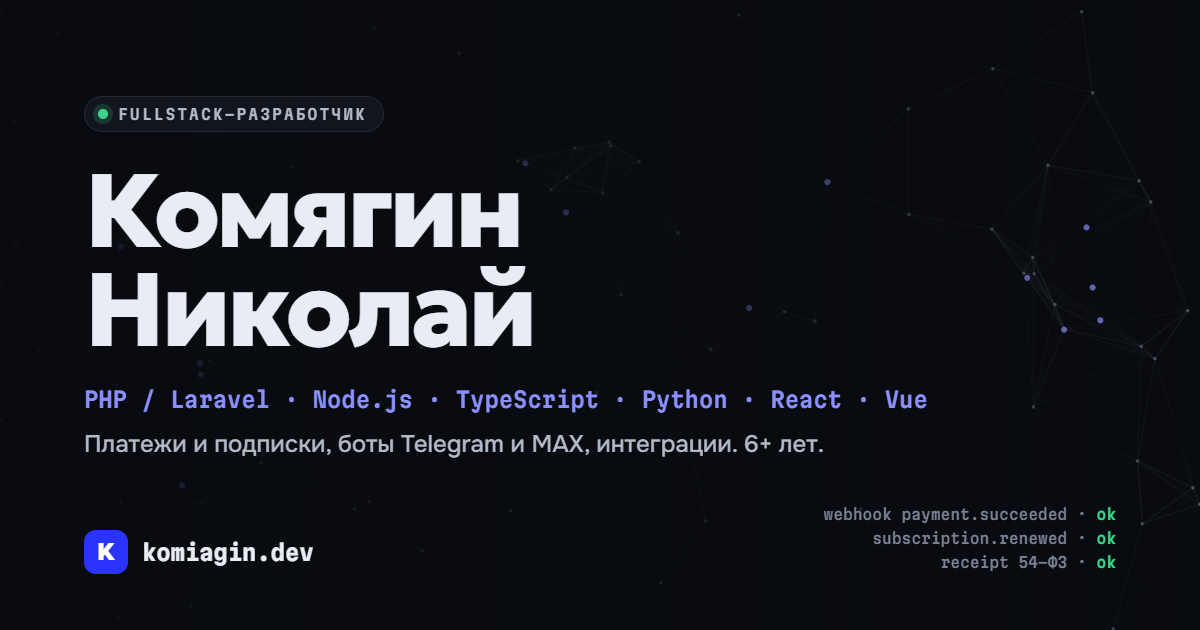 FULLSTACK-РАЗРАБОТЧИК
Комягин
Николай
PHP / Laravel · Node.js · TypeScript · Python · React · Vue
Платежи и подписки, боты Telegram и MAX, интеграции. 6+ лет.
K komiagin.dev
webhook payment.succeeded · ok
subscription.renewed · ok
receipt 54-ФЗ · ok